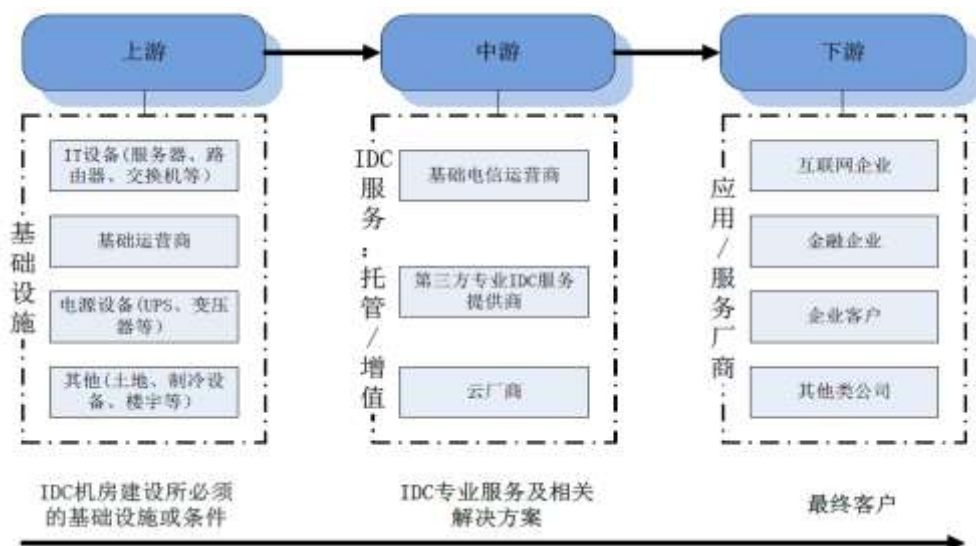 上游
中游
下游
基础设施
IT设备(服务器、路
由器、交换机等)
基础运营商
电源设备(UPS、变压
器等)
其他(土地、制冷设
备、楼宇等)
IDC服务:托管/增值
基础电信运营商
第三方专业IDC服务
提供商
云厂商
应用/服务厂商
互联网企业
金融企业
企业客户
其他类公司
IDC机房建设所必须
的基础设施或条件
IDC专业服务及相关
解决方案
最终客户